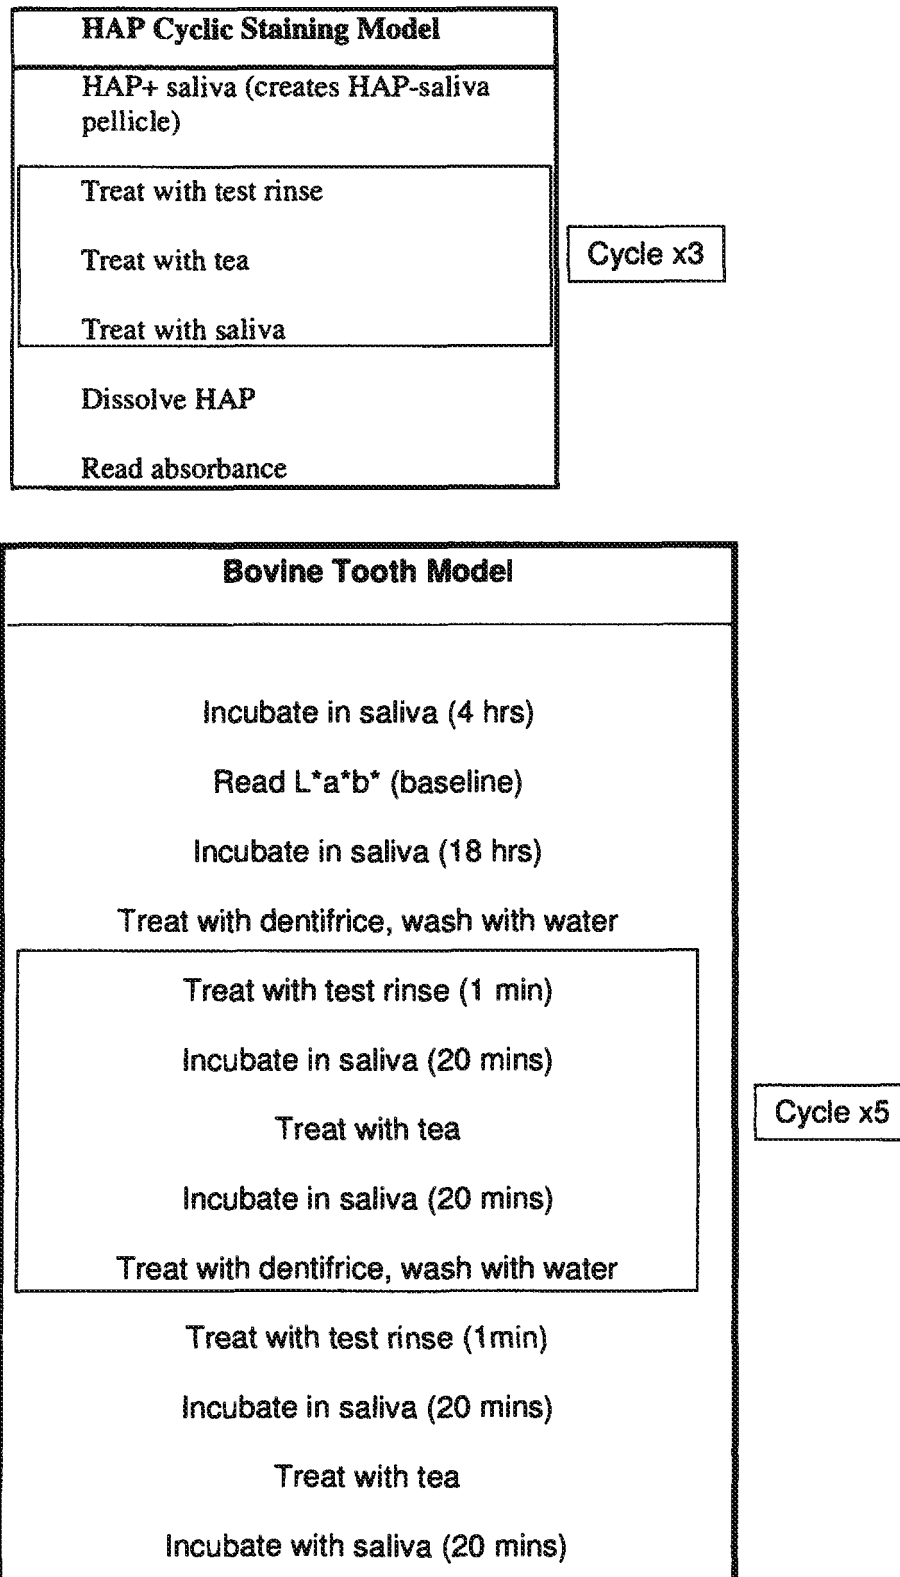 HAP Cyclic Staining Model
HAP+ saliva (creates HAP-saliva
pellicle)
Treat with test rinse
Treat with tea
Treat with saliva
Cycle x3
Dissolve HAP
Read absorbance
Bovine Tooth Model
Incubate in saliva (4 hrs)
Read L*a*b* (baseline)
Incubate in saliva (18 hrs)
Treat with dentifrice, wash with water
Treat with test rinse (1 min)
Incubate in saliva (20 mins)
Treat with tea
Cycle x5
Incubate in saliva (20 mins)
Treat with dentifrice, wash with water
Treat with test rinse (1min)
Incubate in saliva (20 mins)
Treat with tea
Incubate with saliva (20 mins)